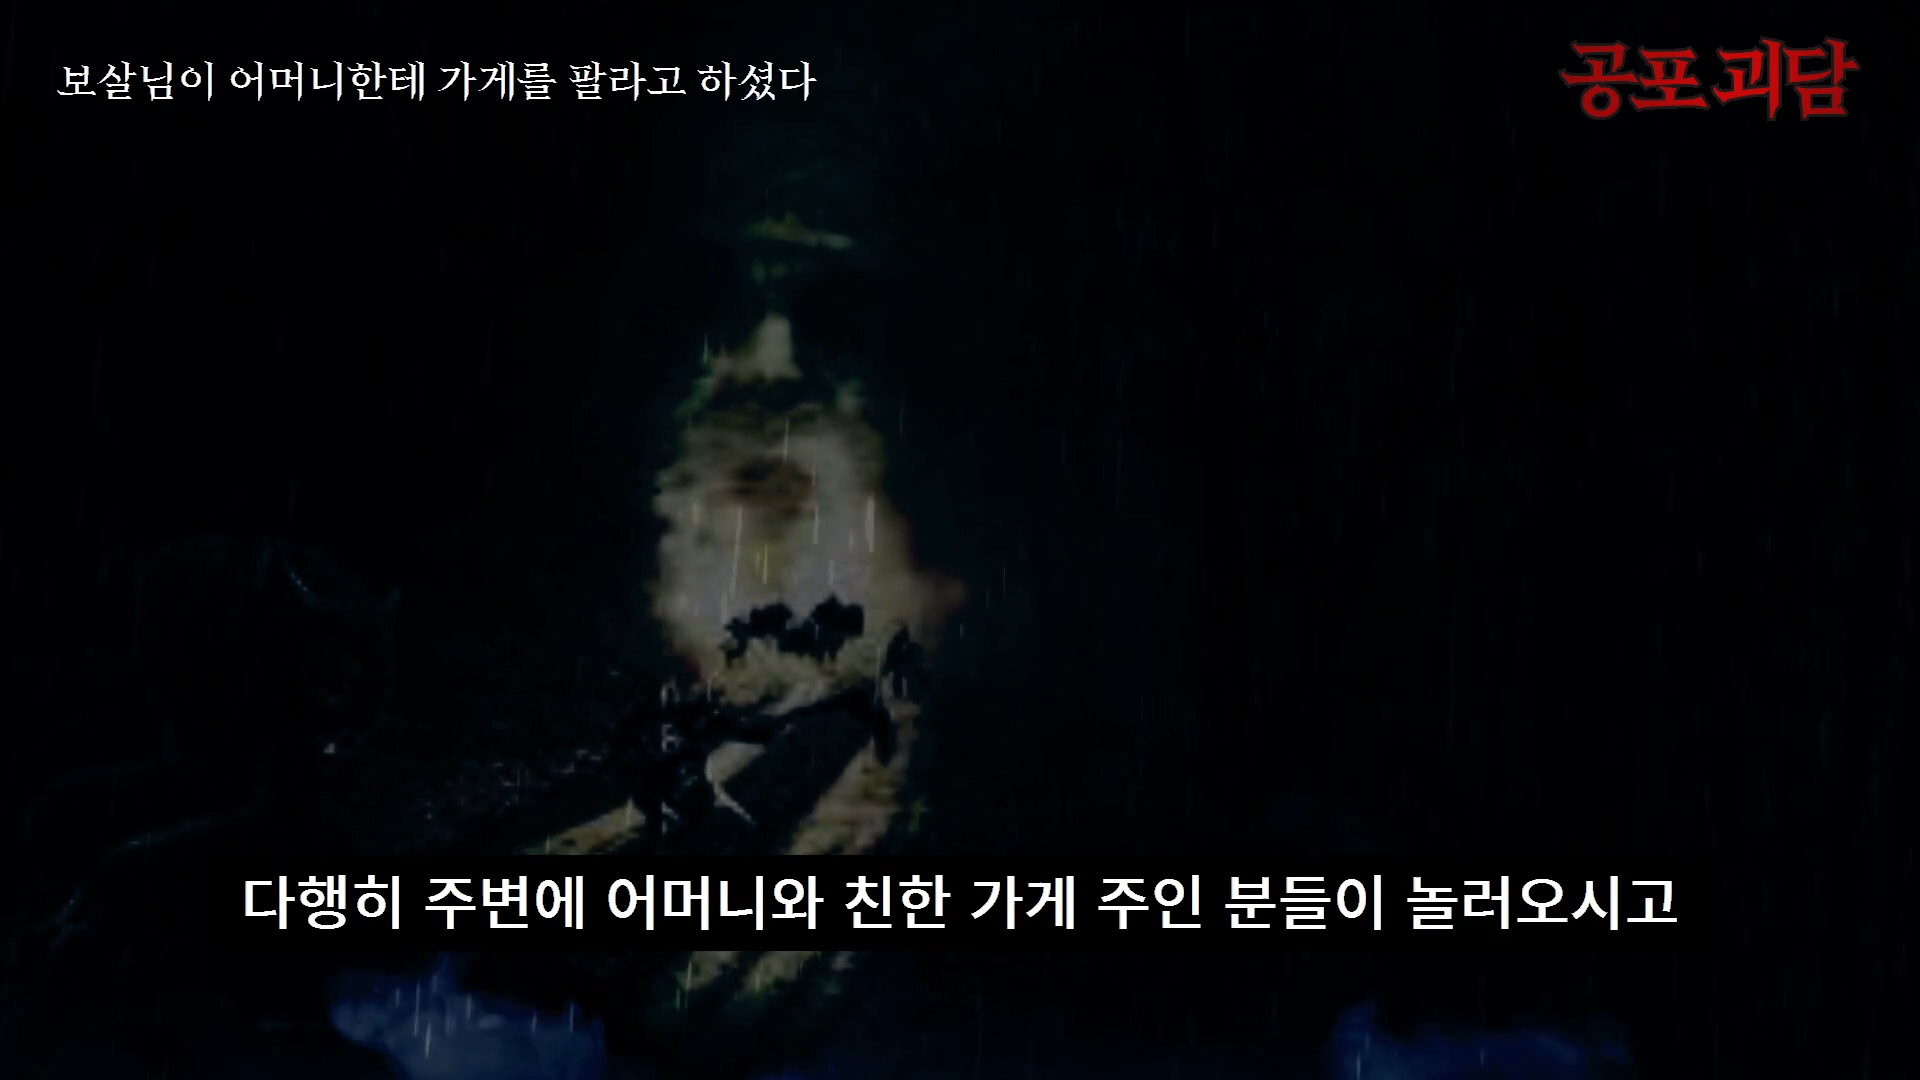 보살님이 어머니한테 가게를 팔라고 하셨다
공포괴담
다행히 주변에 어머니와 친한 가게 주인 분들이 놀러오시고